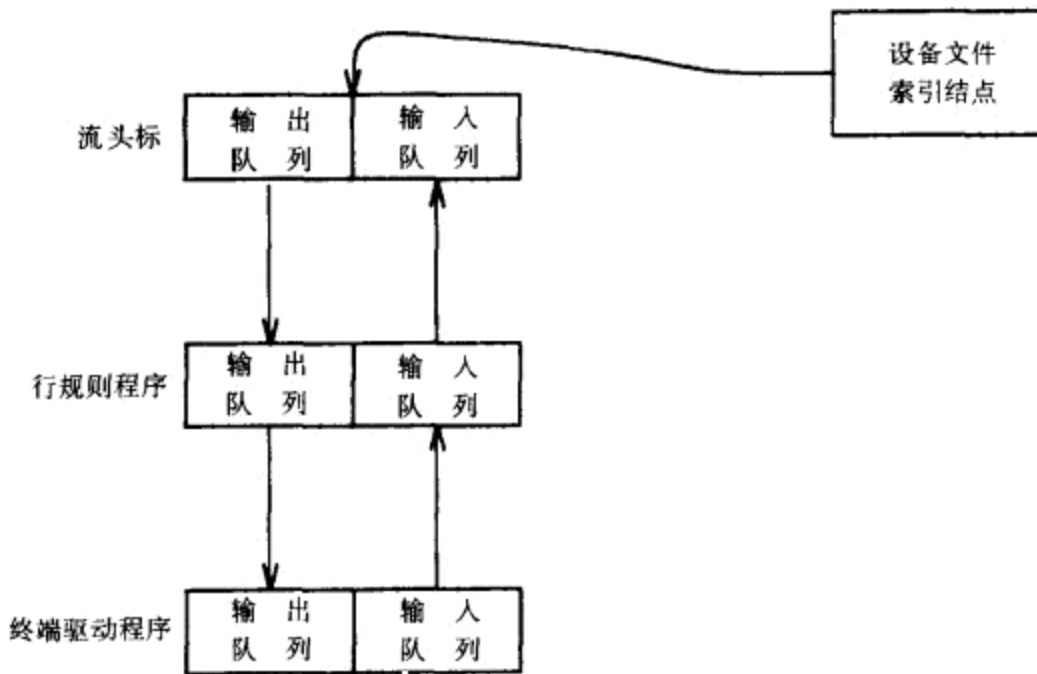 设备文件
索引结点
流头标
输 出
队 列
输 入
队 列
行规则程序
输 出
队 列
输 入
队 列
终端驱动程序
输 出
队 列
输 入
队 列